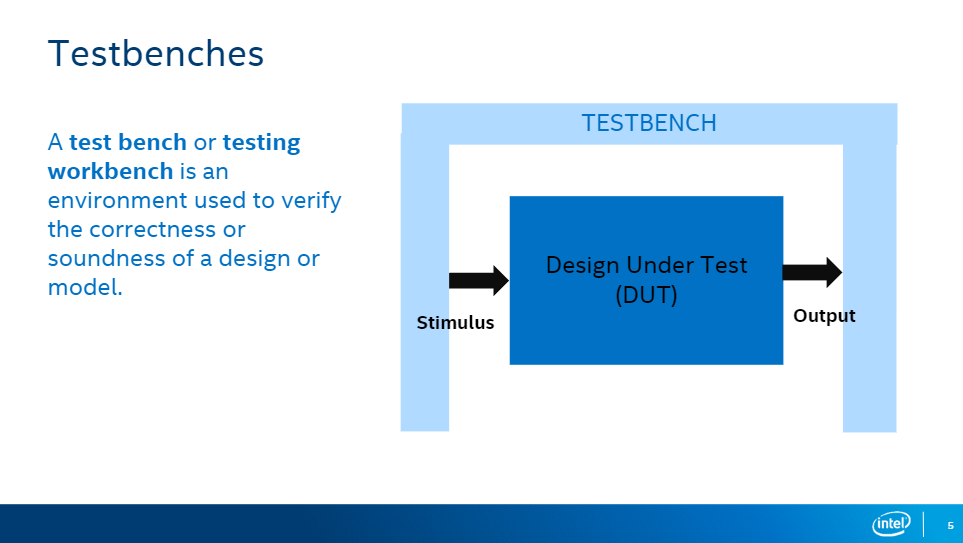 Testbenches
A test bench or testing
workbench is an
environment used to verify
the correctness or
soundness of a design or
model.
TESTBENCH
Design Under Test
(DUT)
Stimulus
Output
intel
5